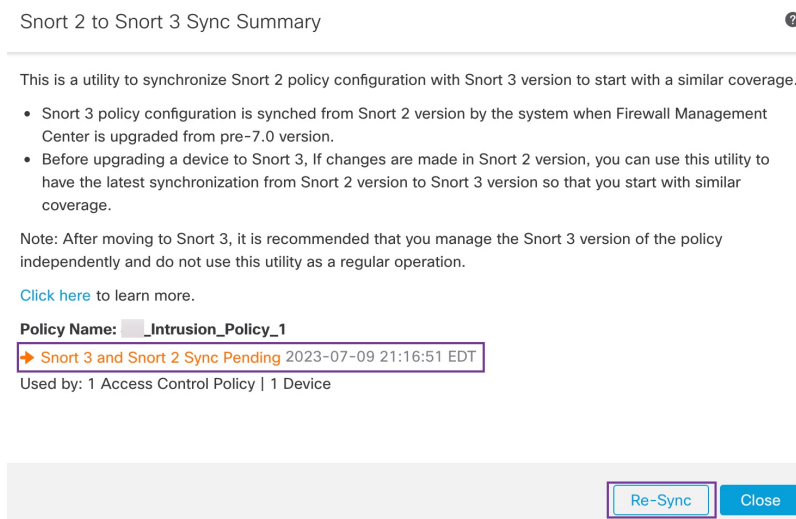 Snort 2 to Snort 3 Sync Summary
?
This is a utility to synchronize Snort 2 policy configuration with Snort 3 version to start with a similar coverage.
• Snort 3 policy configuration is synched from Snort 2 version by the system when Firewall Management
Center is upgraded from pre-7.0 version.
• Before upgrading a device to Snort 3, If changes are made in Snort 2 version, you can use this utility to
have the latest synchronization from Snort 2 version to Snort 3 version so that you start with similar
coverage.
Note: After moving to Snort 3, it is recommended that you manage the Snort 3 version of the policy
independently and do not use this utility as a regular operation.
Click here to learn more.
Policy Name: _Intrusion_Policy_1
Snort 3 and Snort 2 Sync Pending 2023-07-09 21:16:51 EDT
Used by: 1 Access Control Policy | 1 Device
Re-Sync Close